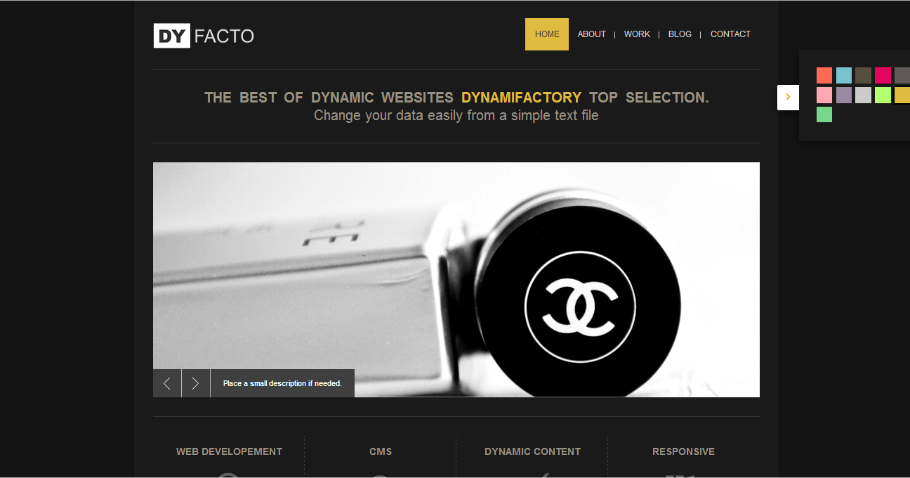 DY FACTO
HOME ABOUT | WORK | BLOG | CONTACT
THE BEST OF DYNAMIC WEBSITES DYNAMIFACTORY TOP SELECTION.
Change your data easily from a simple text file
Place a small description if needed.
WEB DEVELOPEMENT CMS DYNAMIC CONTENT RESPONSIVE